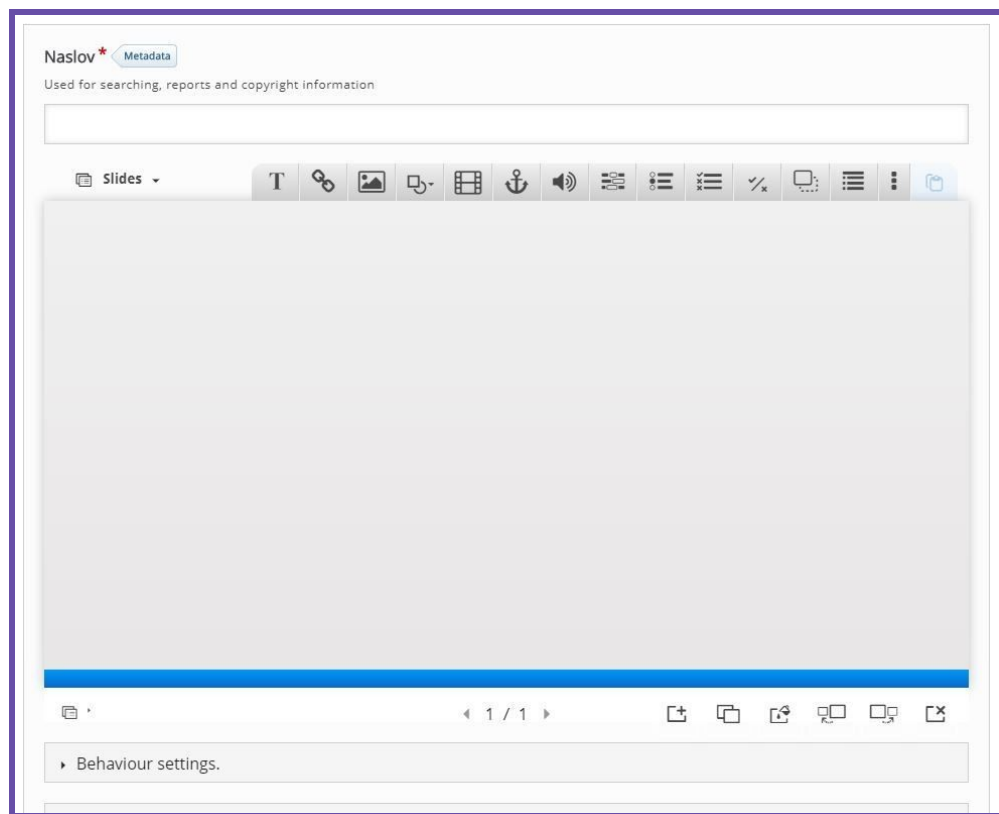 Naslov * Metadata
Used for searching, reports and copyright information
Slides
T
1 / 1
Behaviour settings.